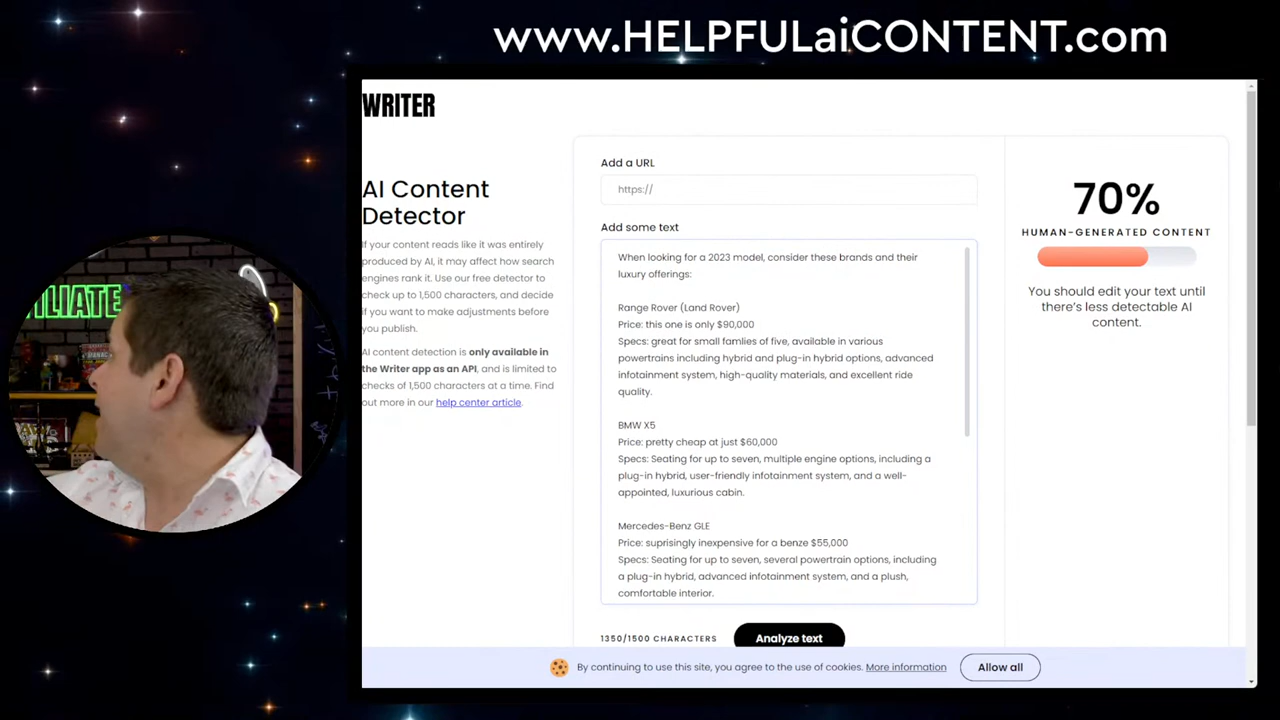 www.HELPFULaiCONTENT.com
WRITER
AI Content
Detector
If your content reads like it was entirely
produced by AI, it may affect how search
engines rank it. Use our free detector to
check up to 1,500 characters, and decide
if you want to make adjustments before
you publish.
AI content detection is only available in
the Writer app as an API, and is limited to
checks of 1,500 characters at a time. Find
out more in our help center article.
Add a URL
https://
Add some text
When looking for a 2023 model, consider these brands and their
luxury offerings:
Range Rover (Land Rover)
Price: this one is only $90,000
Specs: great for small famlies of five, available in various
powertrains including hybrid and plug-in hybrid options, advanced
infotainment system, high-quality materials, and excellent ride
quality.
BMW X5
Price: pretty cheap at just $60,000
Specs: Seating for up to seven, multiple engine options, including a
plug-in hybrid, user-friendly infotainment system, and a well-
appointed, luxurious cabin.
Mercedes-Benz GLE
Price: suprisingly inexpensive for a benze $55,000
Specs: Seating for up to seven, several powertrain options, including
a plug-in hybrid, advanced infotainment system, and a plush,
comfortable interior.
1350/1500 CHARACTERS
Analyze text
70%
HUMAN-GENERATED CONTENT
You should edit your text until
there's less detectable AI
content.
By continuing to use this site, you agree to the use of cookies. More information
Allow all
ILIATE